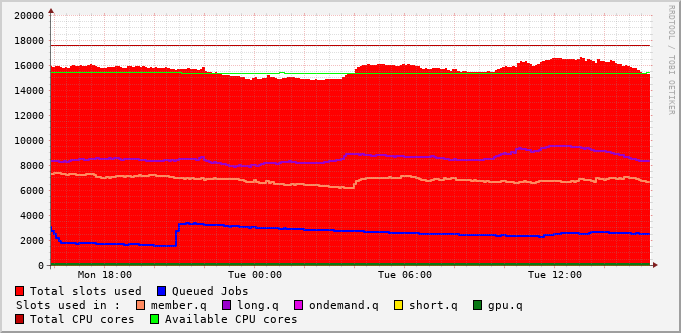 20000
18000
16000
14000
12000
10000
8000
6000
4000
2000
0
Mon 18:00 Tue 00:00 Tue 06:00 Tue 12:00
Total slots used Queued Jobs
Slots used in : member.q long.q ondemand.q short.q gpu.q
Total CPU cores Available CPU cores
RRDTOOL / TOBI OETIKER